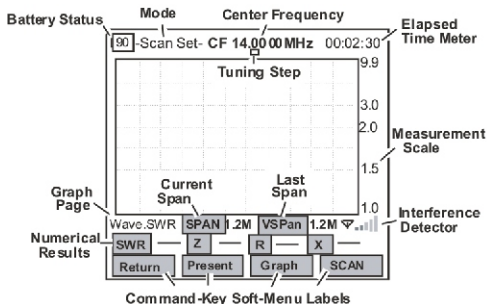 Battery Status
Mode
Center Frequency
Elapsed Time Meter
90 -Scan Set- CF 14.0000MHz 00:02:30
Tuning Step
9.9
3.0
2.0
1.5
1.0
Measurement Scale
Current Span
Last Span
Graph Page
Wave.SWR SPAN 1.2M VSPan 1.2M
Interference Detector
Numerical Results
SWR — Z — R — X —
Return Present Graph SCAN
Command-Key Soft-Menu Labels